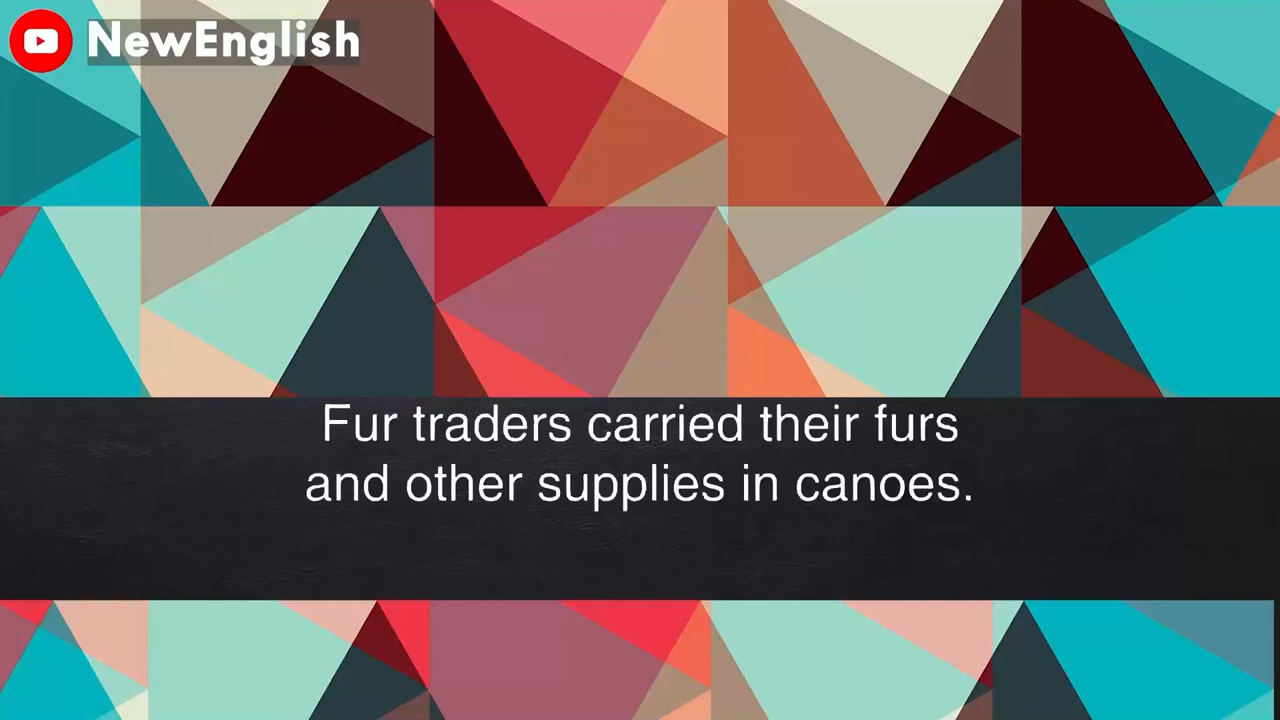 NewEnglish
Fur traders carried their furs
and other supplies in canoes.